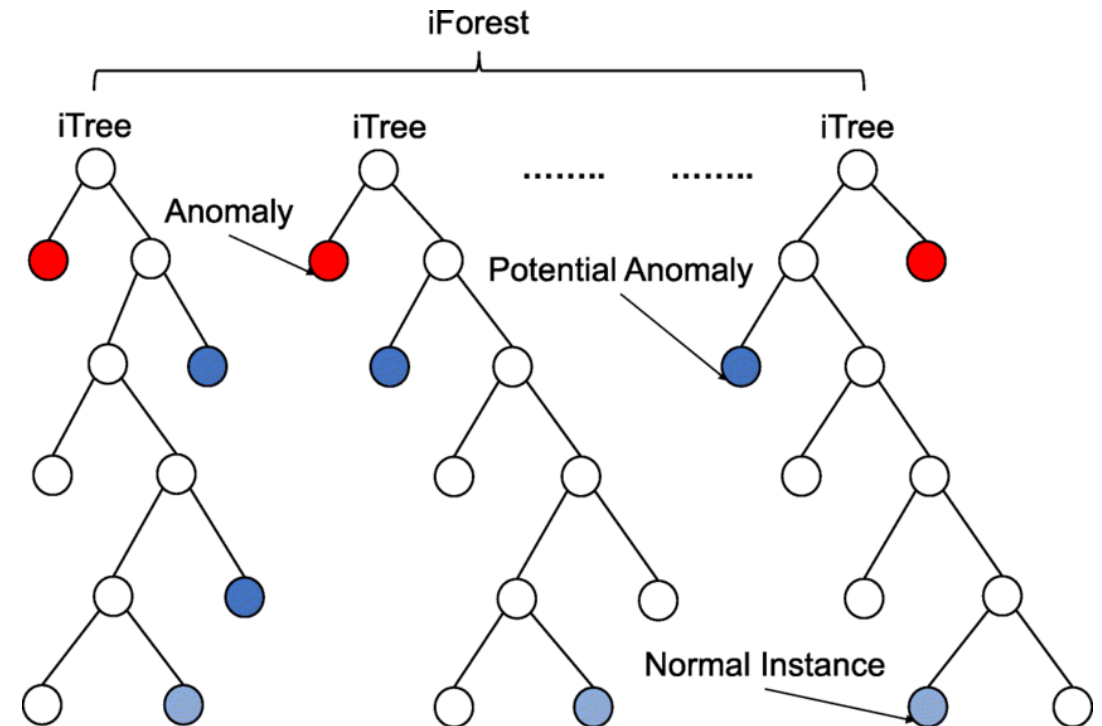 iForest
iTree iTree iTree
........ ........
Anomaly
Potential Anomaly
Normal Instance